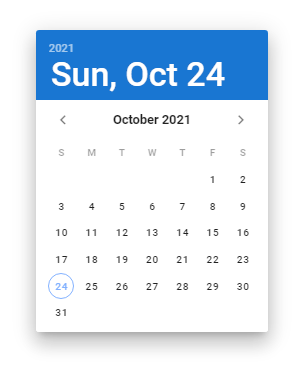 2021
Sun, Oct 24
October 2021
S M T W T F S
1 2
3 4 5 6 7 8 9
10 11 12 13 14 15 16
17 18 19 20 21 22 23
24 25 26 27 28 29 30
31